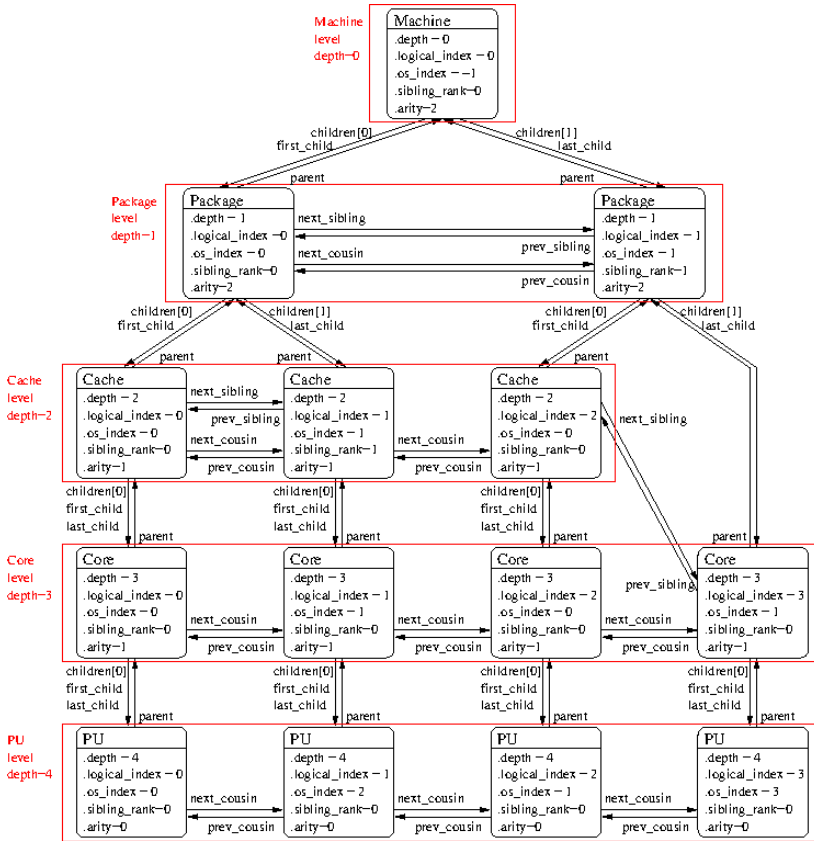 Machine
level
depth=0
Machine
.depth=0
.logical_index=0
.os_index=-1
.sibling_rank=0
.arity=2
children[0]
first_child
children[1]
last_child
parent
parent
Package
level
depth=1
Package
.depth=1
.logical_index=0
.os_index=0
.sibling_rank=0
.arity=2
next_sibling
prev_sibling
next_cousin
prev_cousin
Package
.depth=1
.logical_index=1
.os_index=1
.sibling_rank=1
.arity=2
children[0]
first_child
children[1]
last_child
children[0]
first_child
children[1]
last_child
parent
parent
parent
Cache
level
depth=2
Cache
.depth=2
.logical_index=0
.os_index=0
.sibling_rank=0
.arity=1
next_sibling
prev_sibling
next_cousin
prev_cousin
Cache
.depth=2
.logical_index=1
.os_index=1
.sibling_rank=1
.arity=1
next_cousin
prev_cousin
Cache
.depth=2
.logical_index=2
.os_index=0
.sibling_rank=0
.arity=1
next_sibling
prev_sibling
children[0]
first_child
last_child
parent
children[0]
first_child
last_child
parent
children[0]
first_child
last_child
parent
parent
Core
level
depth=3
Core
.depth=3
.logical_index=0
.os_index=0
.sibling_rank=0
.arity=1
next_cousin
prev_cousin
Core
.depth=3
.logical_index=1
.os_index=1
.sibling_rank=0
.arity=1
next_cousin
prev_cousin
Core
.depth=3
.logical_index=2
.os_index=0
.sibling_rank=0
.arity=1
next_cousin
prev_cousin
Core
.depth=3
.logical_index=3
.os_index=1
.sibling_rank=0
.arity=1
children[0]
first_child
last_child
parent
children[0]
first_child
last_child
parent
children[0]
first_child
last_child
parent
children[0]
first_child
last_child
parent
PU
level
depth=4
PU
.depth=4
.logical_index=0
.os_index=0
.sibling_rank=0
.arity=0
next_cousin
prev_cousin
PU
.depth=4
.logical_index=1
.os_index=2
.sibling_rank=0
.arity=0
next_cousin
prev_cousin
PU
.depth=4
.logical_index=2
.os_index=1
.sibling_rank=0
.arity=0
next_cousin
prev_cousin
PU
.depth=4
.logical_index=3
.os_index=3
.sibling_rank=0
.arity=0